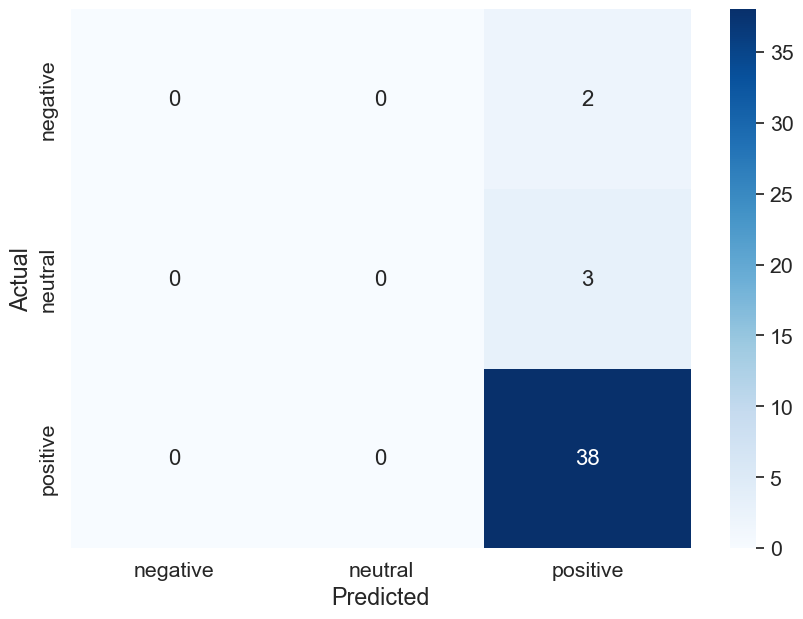 negative
0
0
2
neutral
0
0
3
positive
0
0
38
Actual
negative
neutral
positive
Predicted
35
30
25
20
15
10
5
0